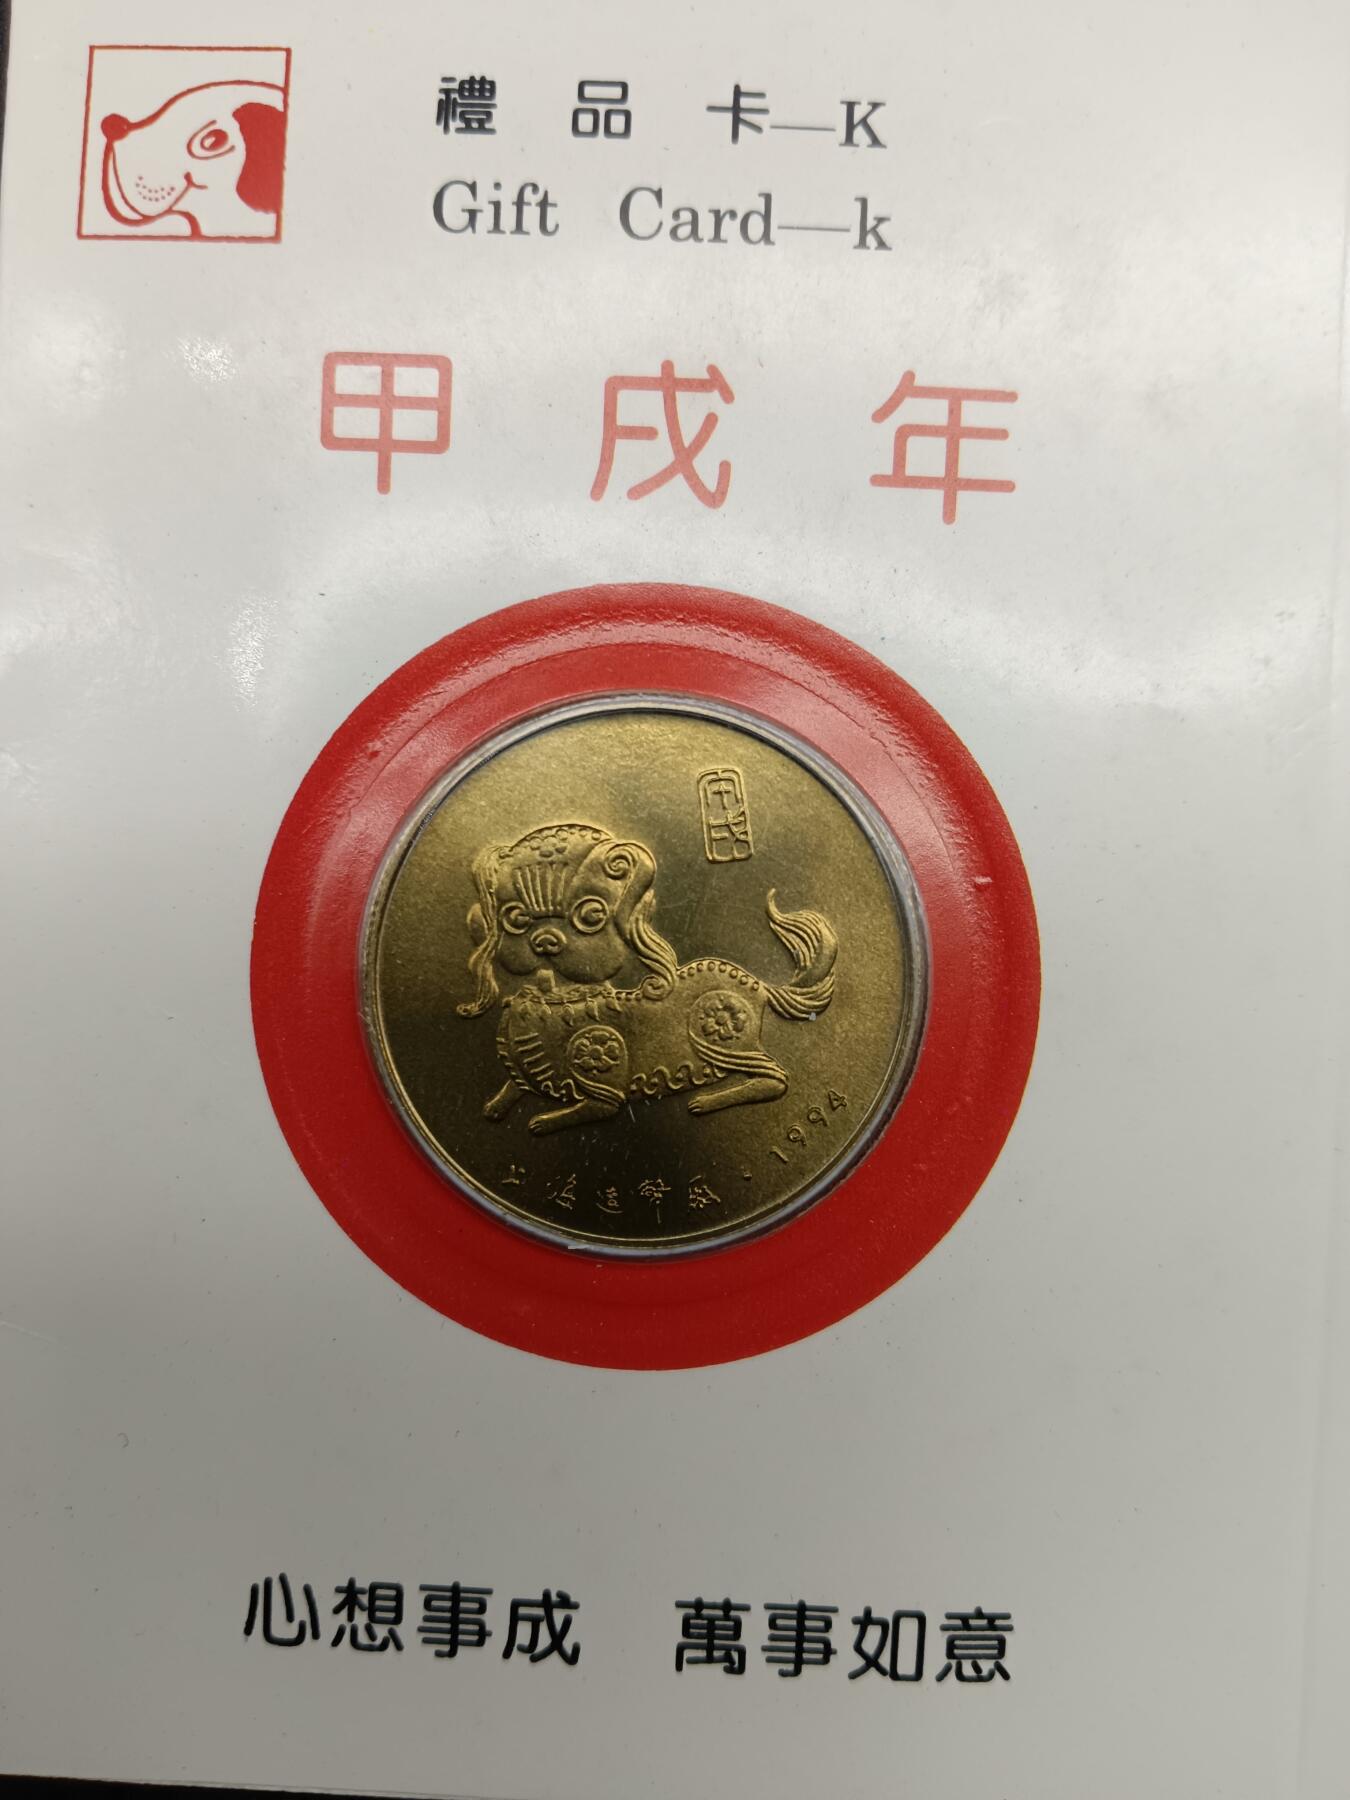 禮品卡—K
Gift Card—k
甲戌年
甲戌
上海造幣廠·1994
心想事成 萬事如意